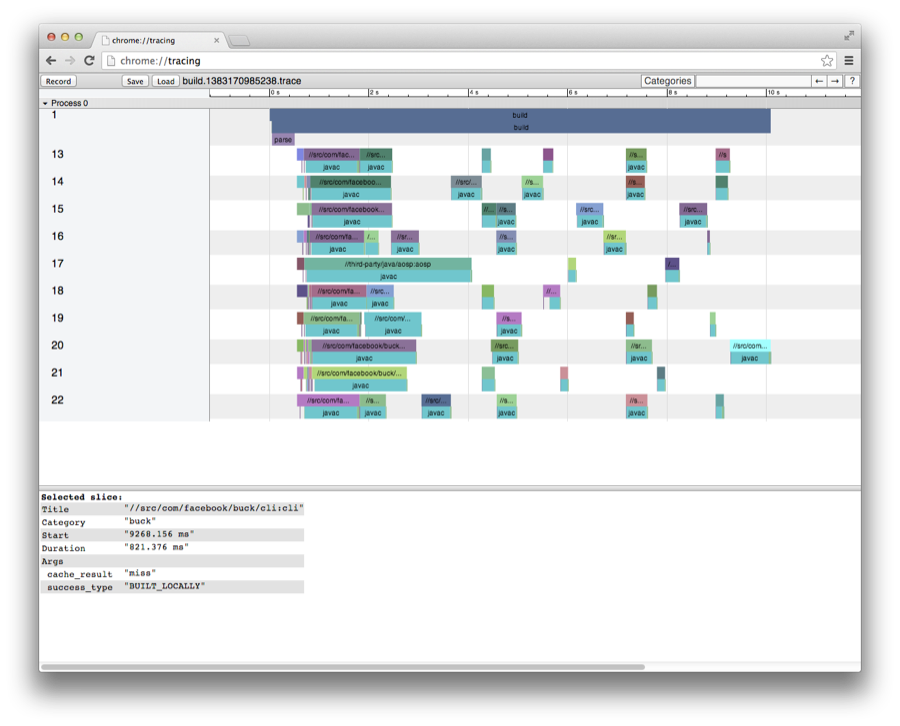 chrome://tracing
chrome://tracing
Record Save Load build.1383170985238.trace Categories ← → ?
0 s 2 s 4 s 6 s 8 s 10 s
Process 0
1 build
build
parse
13 //src/com/fac... //src... //s... //s
javac javac javac
14 //src/com/faceboo... //src/... //s... //s...
javac javac javac javac
15 //src/com/facebook... //... //s... //src... //src...
javac javac javac javac
16 //src/com/fa... /... //sr... //s... //sr...
javac javac javac javac
17 //third-party/java/aosp:aosp /...
javac
18 //src/com/fa... //src... //...
javac javac
19 //src/com/fa... //src/com/... //s...
javac javac javac
20 //src/com/facebook/buck... //src... //sr... //src/com...
javac javac javac javac
21 //src/com/facebook/buck/...
javac
22 //src/com/fa... //s... //src/... //s... //s...
javac javac javac javac javac
Selected slice:
Title "//src/com/facebook/buck/cli:cli"
Category "buck"
Start "9268.156 ms"
Duration "821.376 ms"
Args
cache_result "miss"
success_type "BUILT_LOCALLY"